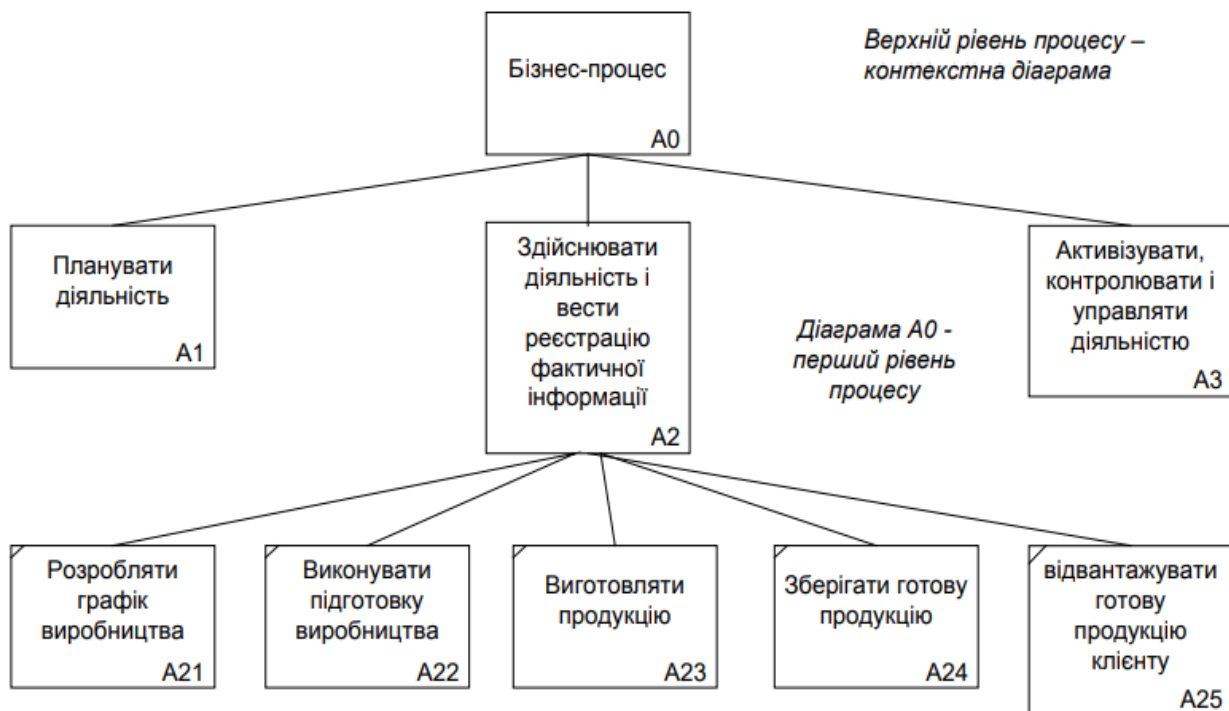 Бізнес-процес
A0
Верхній рівень процесу –
контекстна діаграма
Планувати
діяльність
A1
Здійснювати
діяльність і
вести
реєстрацію
фактичної
інформації
A2
Діаграма A0 -
перший рівень
процесу
Активізувати,
контролювати і
управляти
діяльністю
A3
Розробляти
графік
виробництва
A21
Виконувати
підготовку
виробництва
A22
Виготовляти
продукцію
A23
Зберігати готову
продукцію
A24
відвантажувати
готову
продукцію
клієнту
A25